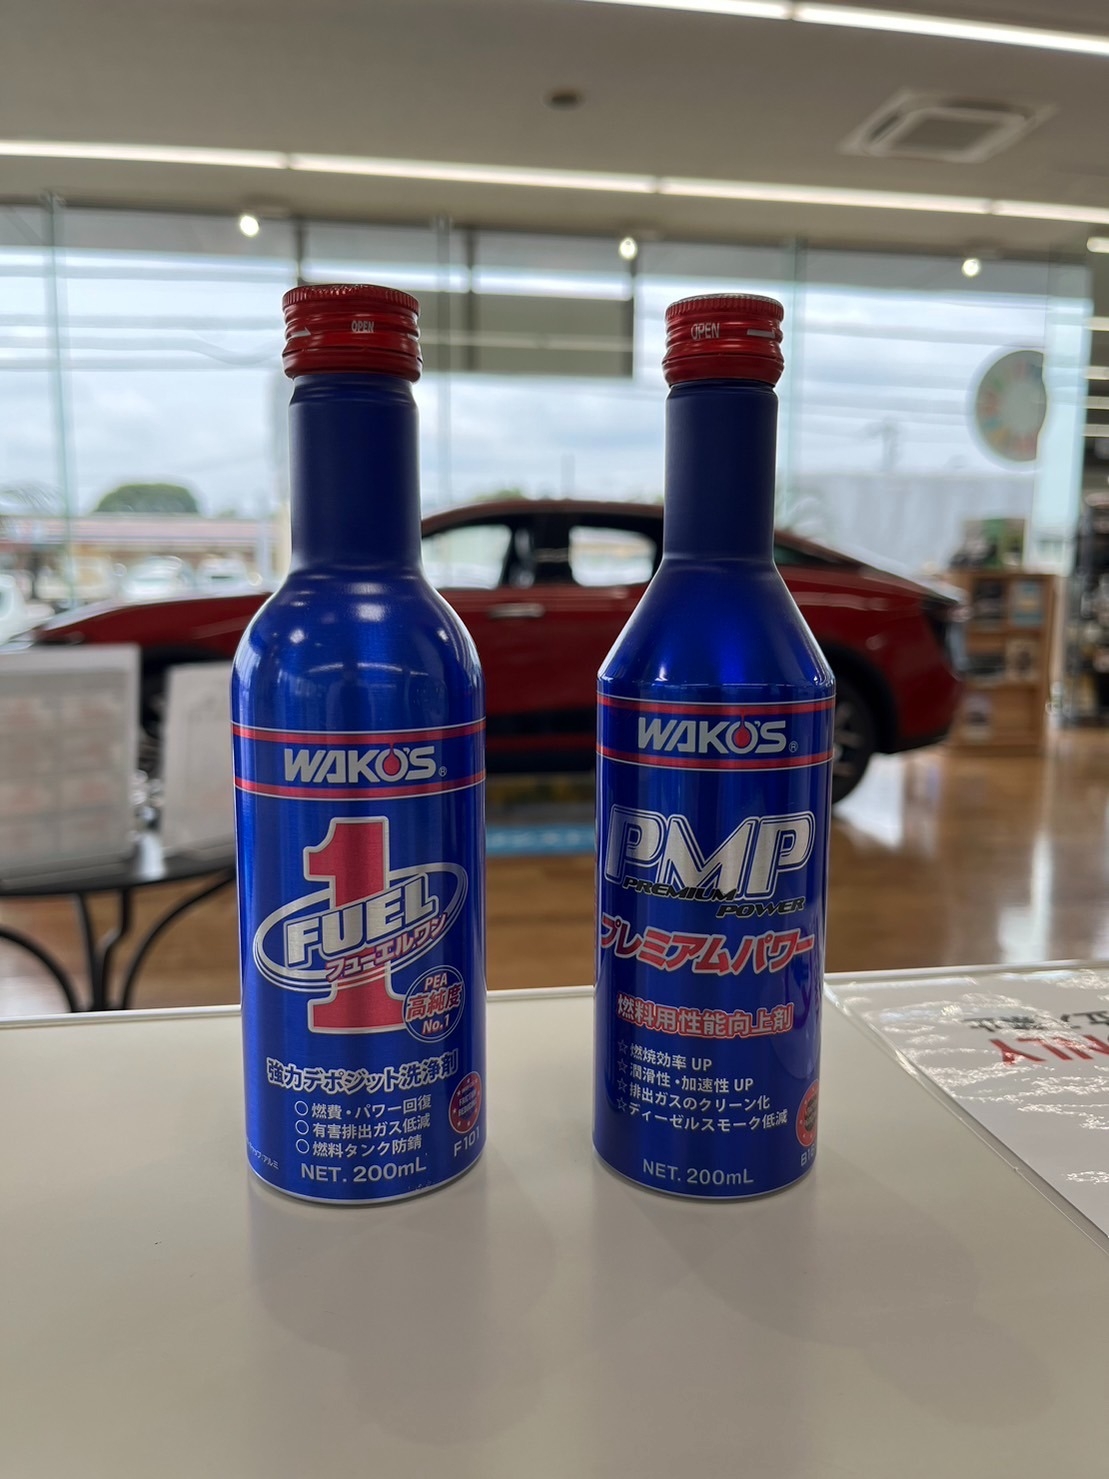 OPEN
WAKO'S®
1
FUEL
フューエルワン
PEA
高純度
No.1
強力デポジット洗浄剤
○燃費・パワー回復
○有害排出ガス低減
○燃料タンク防錆
F101
NET. 200mL
OPEN
WAKO'S®
PMP
PREMIUM
POWER
プレミアムパワー
燃料用性能向上剤
☆燃焼効率 UP
☆潤滑性・加速性 UP
☆排出ガスのクリーン化
☆ディーゼルスモーク低減
NET. 200mL